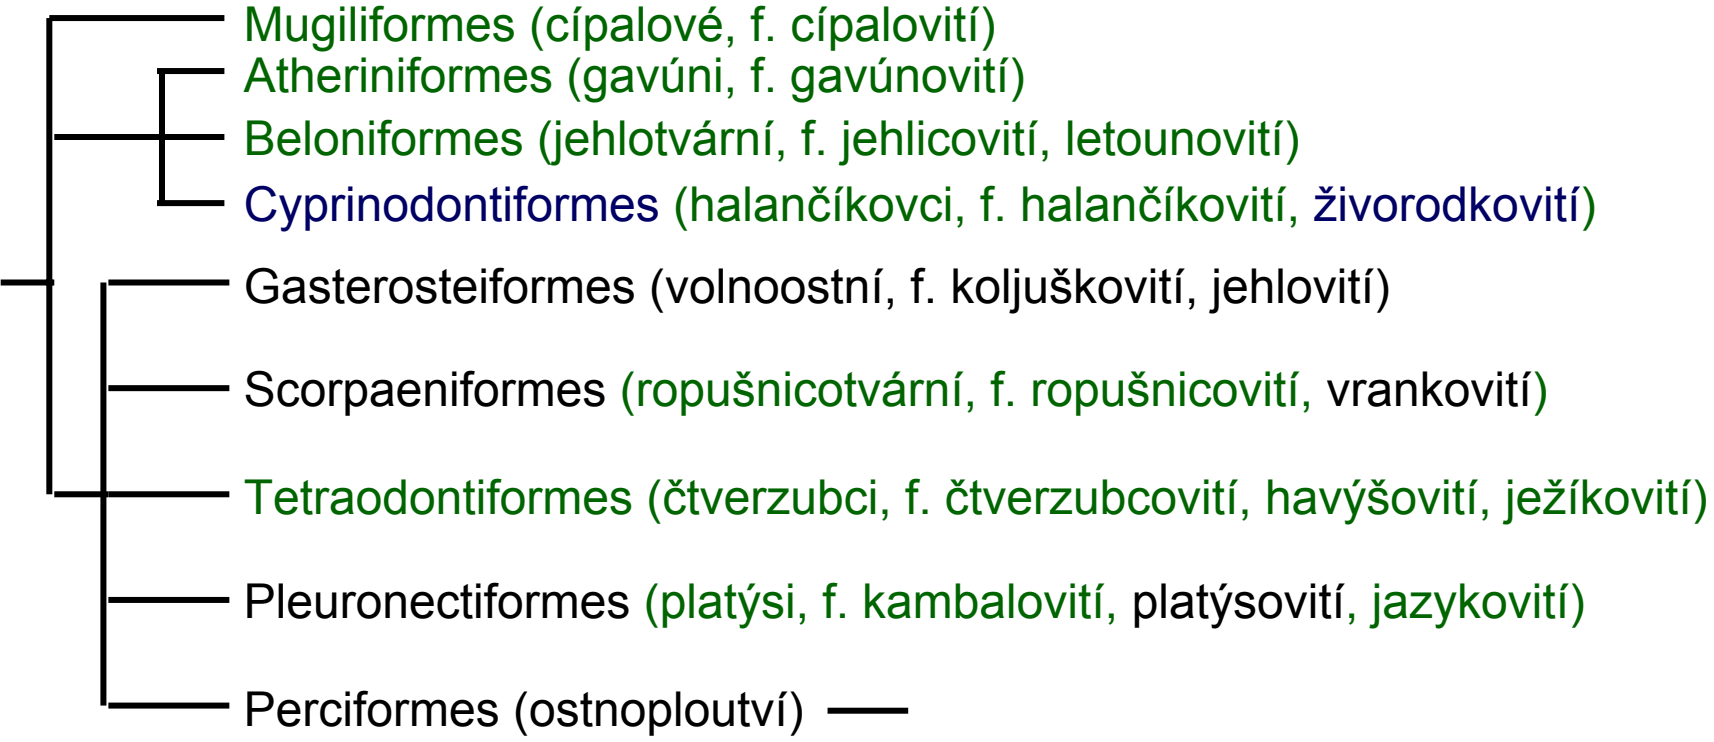 Mugiliformes (cípalové, f. cípalovití)
Atheriniformes (gavúni, f. gavúnovití)
Beloniformes (jehlotvární, f. jehlicovití, letounovití)
Cyprinodontiformes (halančíkovci, f. halančíkovití, živorodkovití)
Gasterosteiformes (volnoostní, f. koljuškovití, jehlovití)
Scorpaeniformes (ropušnicotvární, f. ropušnicovití, vrankovití)
Tetraodontiformes (čtverzubci, f. čtverzubcovití, havýšovití, ježíkovití)
Pleuronectiformes (platýsi, f. kambalovití, platýsovití, jazykovití)
Perciformes (ostnoploutví)